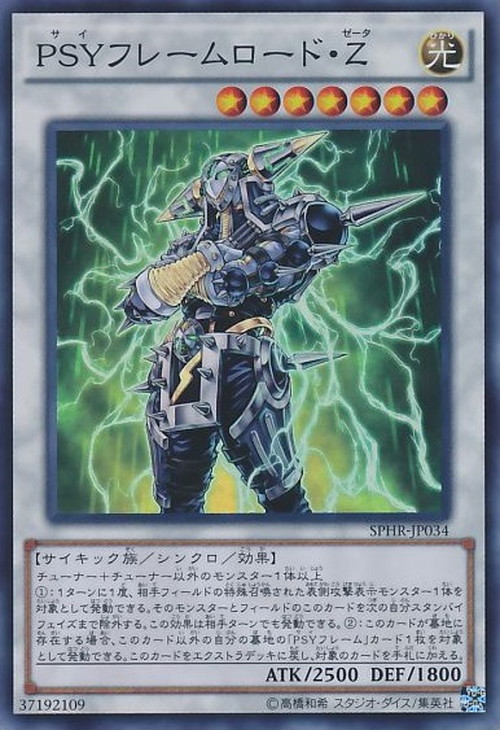 PSYフレームロード・Z
サイ ゼータ
光
ひかり
SPHR-JP034
【サイキック族/シンクロ/効果】
チューナー+チューナー以外のモンスター1体以上
①:1ターンに1度、相手フィールドの特殊召喚された表側攻撃表示モンスター1体を
対象として発動できる。そのモンスターとフィールドのこのカードを次の自分スタンバイ
フェイズまで除外する。この効果は相手ターンでも発動できる。②:このカードが墓地に
存在する場合、このカード以外の自分の墓地の「PSYフレーム」カード1枚を対象
として発動できる。このカードをエクストラデッキに戻し、対象のカードを手札に加える。
ATK/2500 DEF/1800
37192109
©高橋和希 スタジオ・ダイス/集英社